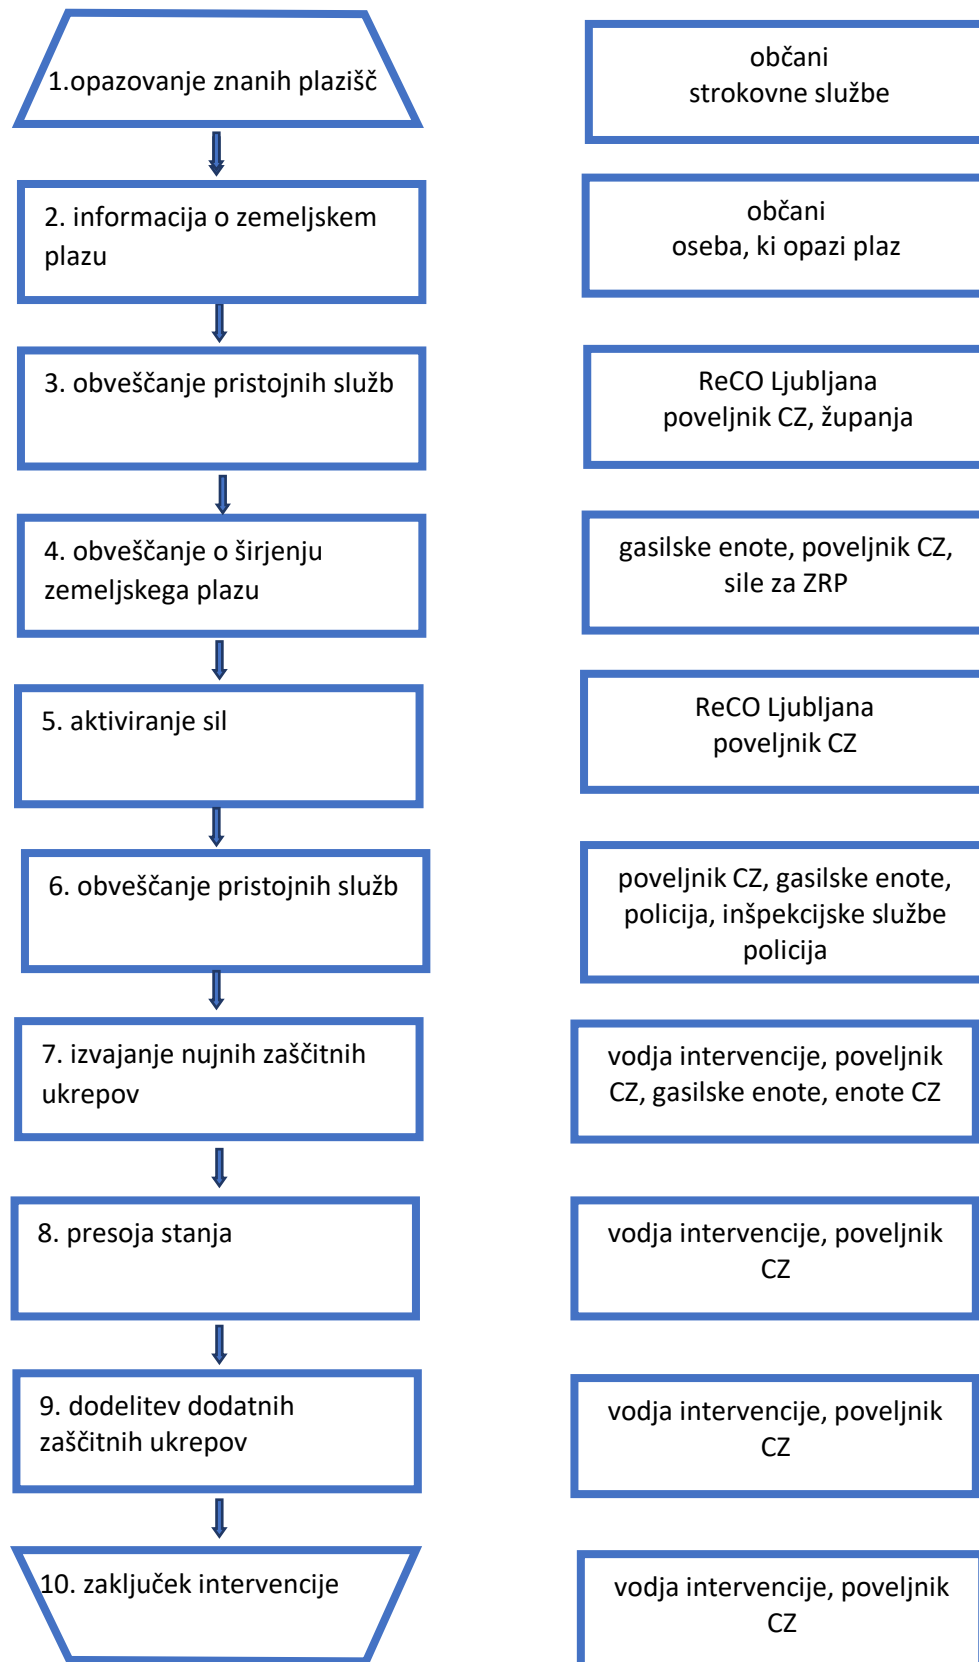 1.opazovanje znanih plazišč
občani
strokovne službe
2. informacija o zemeljskem
plazu
občani
oseba, ki opazi plaz
3. obveščanje pristojnih služb
ReCO Ljubljana
poveljnik CZ, županja
4. obveščanje o širjenju
zemeljskega plazu
gasilske enote, poveljnik CZ,
sile za ZRP
5. aktiviranje sil
ReCO Ljubljana
poveljnik CZ
6. obveščanje pristojnih služb
poveljnik CZ, gasilske enote,
policija, inšpekcijske službe
policija
7. izvajanje nujnih zaščitnih
ukrepov
vodja intervencije, poveljnik
CZ, gasilske enote, enote CZ
8. presoja stanja
vodja intervencije, poveljnik
CZ
9. dodelitev dodatnih
zaščitnih ukrepov
vodja intervencije, poveljnik
CZ
10. zaključek intervencije
vodja intervencije, poveljnik
CZ